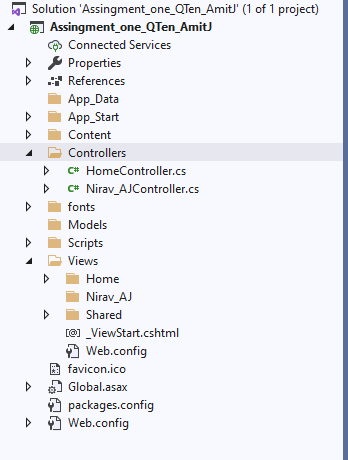 Solution 'Assingment_one_QTen_AmitJ' (1 of 1 project)
Assingment_one_QTen_AmitJ
Connected Services
Properties
References
App_Data
App_Start
Content
Controllers
C# HomeController.cs
C# Nirav_AJController.cs
fonts
Models
Scripts
Views
Home
Nirav_AJ
Shared
[@] _ViewStart.cshtml
Web.config
favicon.ico
Global.asax
packages.config
Web.config